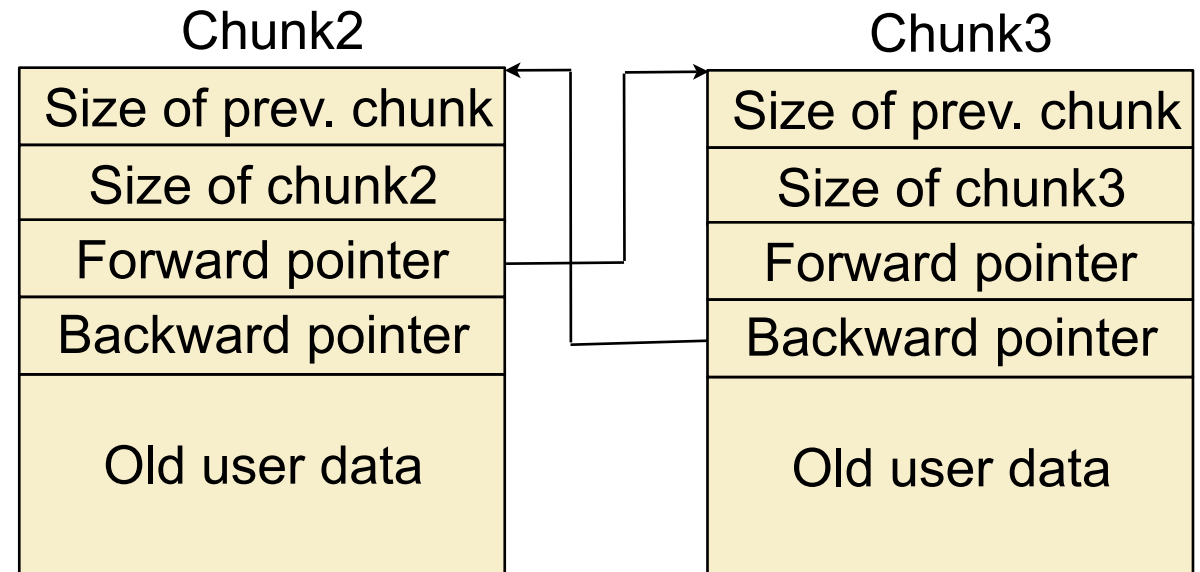 Chunk2
Size of prev. chunk
Size of chunk2
Forward pointer
Backward pointer
Old user data
Chunk3
Size of prev. chunk
Size of chunk3
Forward pointer
Backward pointer
Old user data